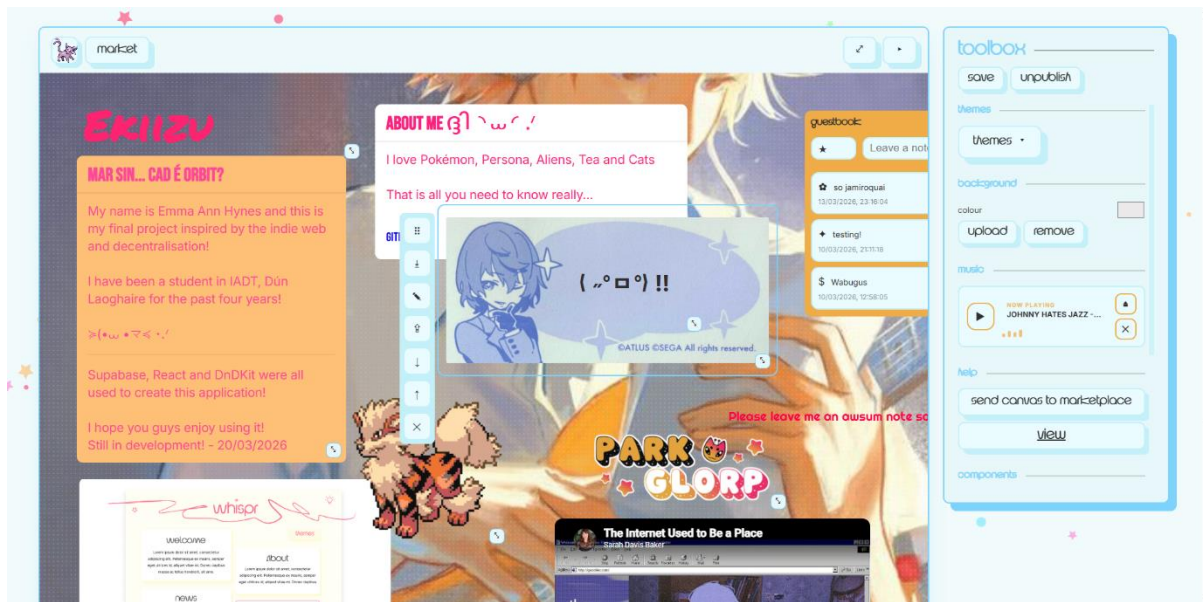 market
Ekiizu
MAR SIN... CAD É ORBIT?
My name is Emma Ann Hynes and this is
my final project inspired by the indie web
and decentralisation!
I have been a student in IADT, Dún
Laoghaire for the past four years!
Supabase, React and DnDKit were all
used to create this application!
I hope you guys enjoy using it!
Still in development! - 20/03/2026
whispr
themes
welcome
About
news
ABOUT ME
I love Pokémon, Persona, Aliens, Tea and Cats
That is all you need to know really...
GIT
( ˶°ㅁ°) !!
©ATLUS ©SEGA All rights reserved.
guestbook:
★ Leave a not
✿ so jamiroquai
13/03/2026, 23:16:04
✦ testing!
10/03/2026, 21:11:18
$ Wabugus
10/03/2026, 12:58:05
Please leave me an awsum note so
PARK
GLORP
The Internet Used to Be a Place
Sarah Davis Baker
toolbox
save unpublish
themes
themes
background
colour
upload remove
music
NOW PLAYING
JOHNNY HATES JAZZ -...
help
send canvas to marketplace
view
components